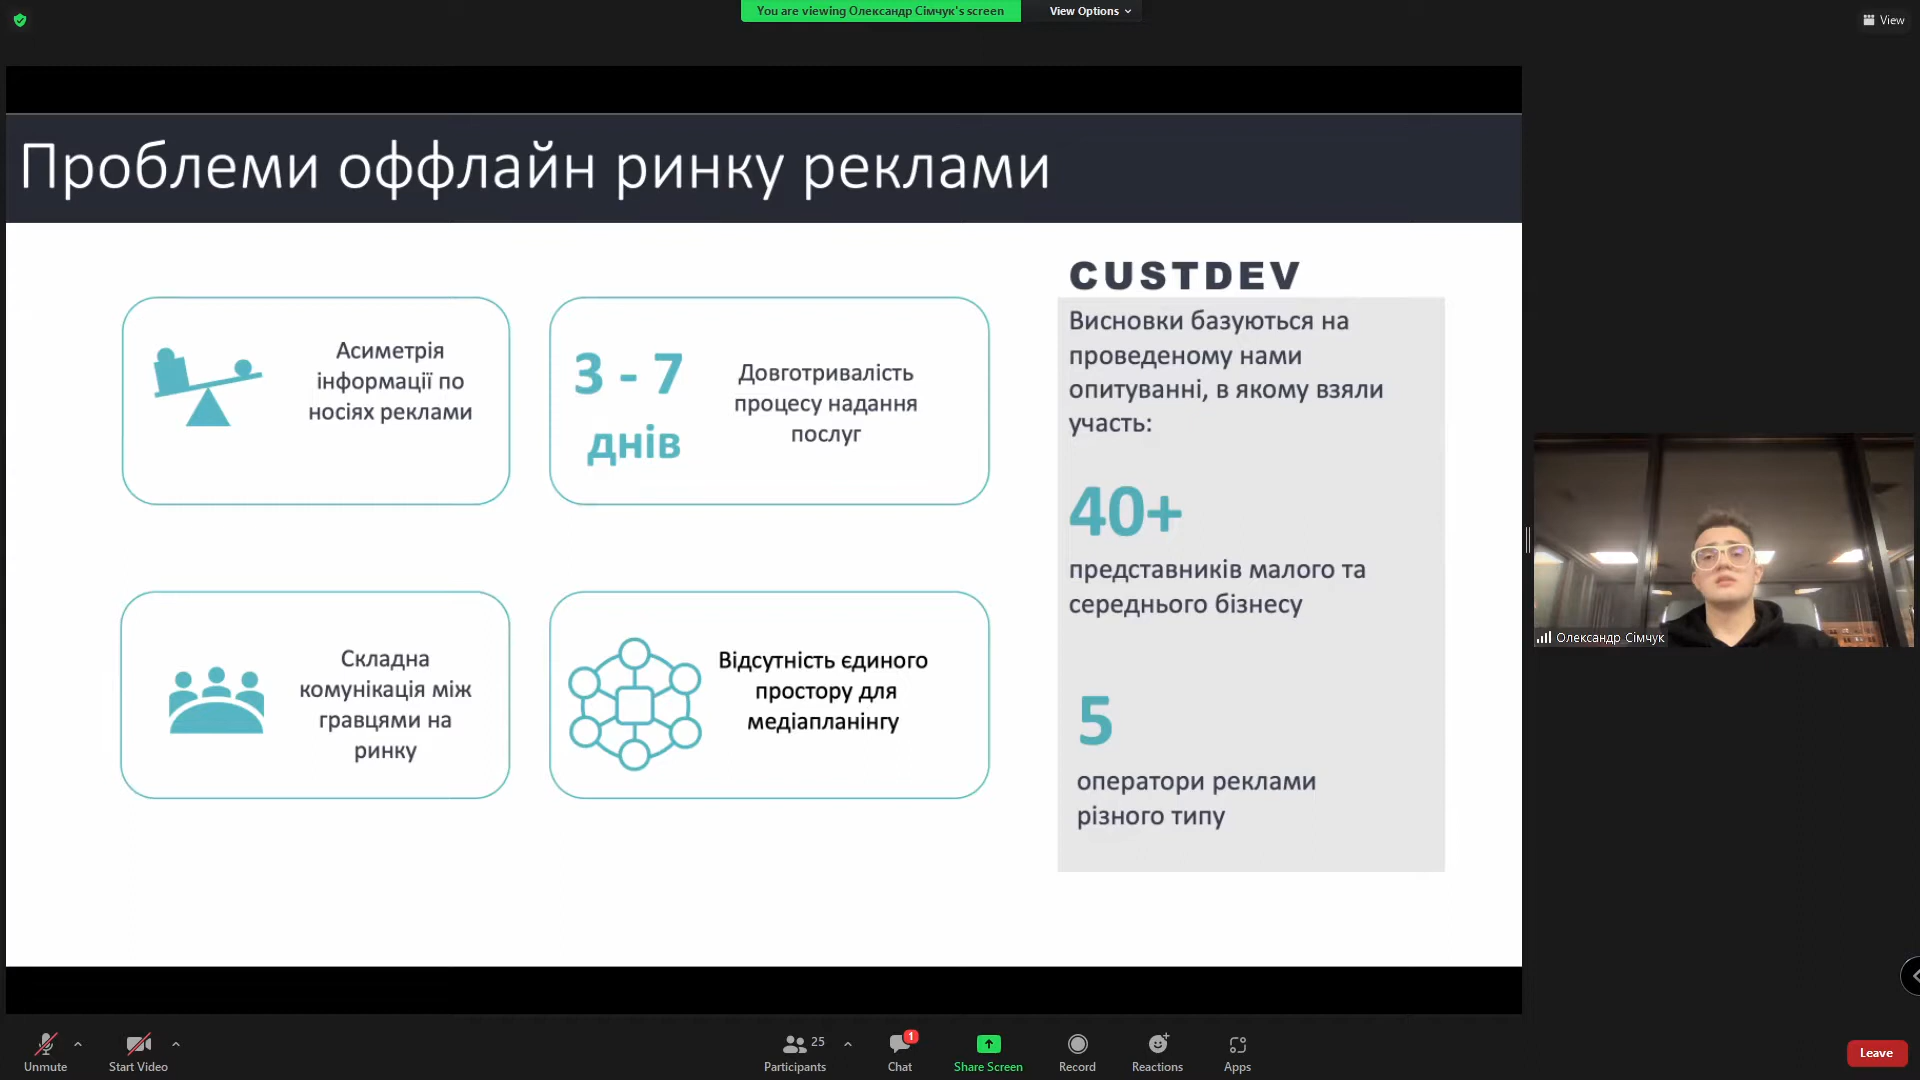 You are viewing Олександр Сімчук's screen
View Options
View
Проблеми оффлайн ринку реклами
Асиметрія
інформації по
носіях реклами
3 - 7
днів
Довготривалість
процесу надання
послуг
Складна
комунікація між
гравцями на
ринку
Відсутність єдиного
простору для
медіапланінгу
CUSTDEV
Висновки базуються на
проведеному нами
опитуванні, в якому взяли
участь:
40+
представників малого та
середнього бізнесу
5
оператори реклами
різного типу
Олександр Сімчук
Unmute
Start Video
25
Participants
1
Chat
Share Screen
Record
Reactions
Apps
Leave